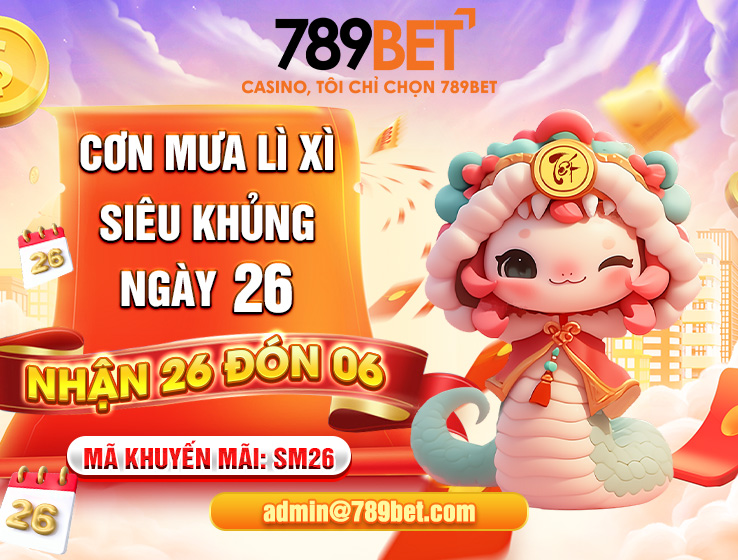 789BET
CASINO, TÔI CHỈ CHỌN 789BET
CƠN MƯA LÌ XÌ
SIÊU KHỦNG
NGÀY 26
26
NHẬN 26 ĐÓN 06
MÃ KHUYẾN MÃI: SM26
26
admin@789bet.com